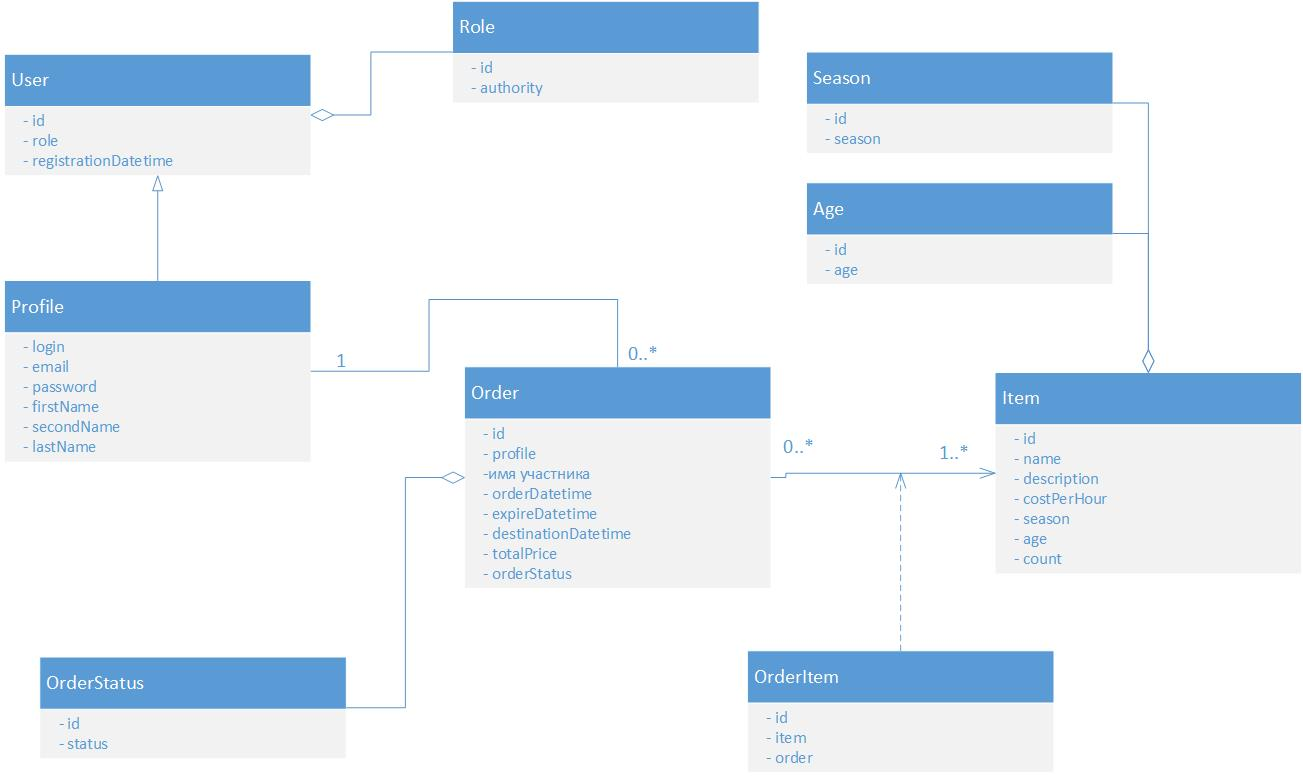 Role
- id
- authority
User
- id
- role
- registrationDatetime
Season
- id
- season
Age
- id
- age
Profile
- login
- email
- password
- firstName
- secondName
- lastName
1
0..*
Order
- id
- profile
-имя участника
- orderDatetime
- expireDatetime
- destinationDatetime
- totalPrice
- orderStatus
0..*
1..*
Item
- id
- name
- description
- costPerHour
- season
- age
- count
OrderStatus
- id
- status
OrderItem
- id
- item
- order